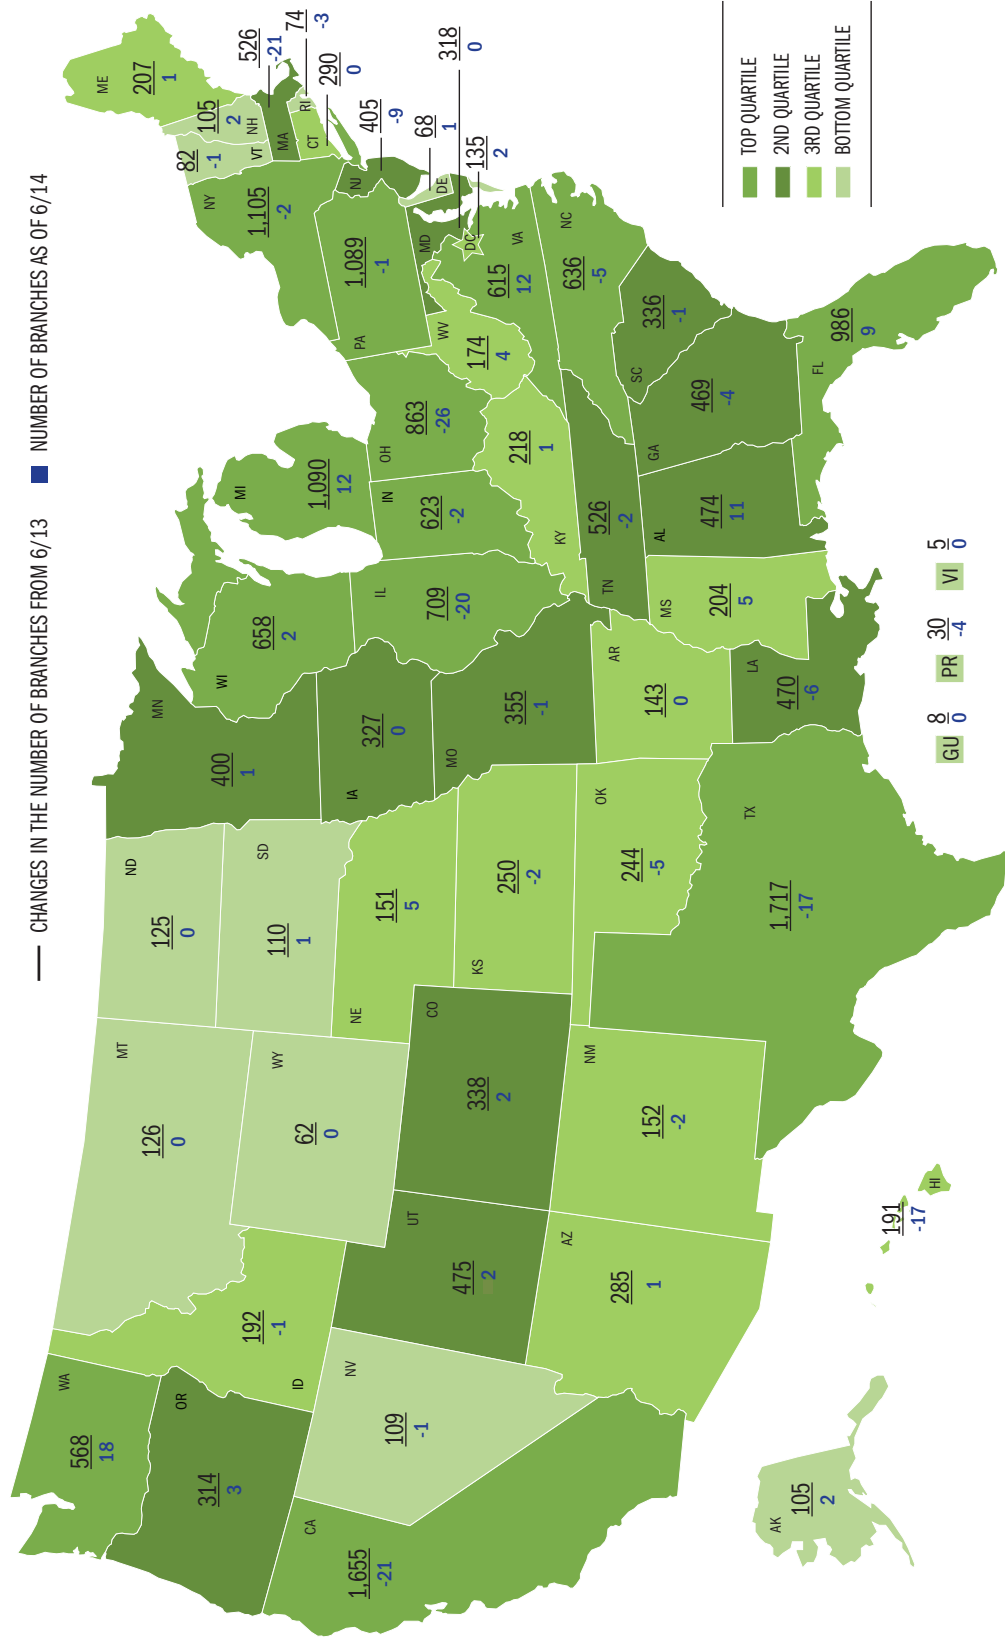 CHANGES IN THE NUMBER OF BRANCHES FROM 6/13
NUMBER OF BRANCHES AS OF 6/14
WA
568
18
OR
314
3
CA
1,655
-21
ID
192
-1
NV
109
-1
MT
126
0
WY
62
0
UT
475
2
AZ
285
1
CO
338
2
NM
152
-2
ND
125
0
SD
110
1
NE
151
5
KS
250
-2
OK
244
-5
TX
1,717
-17
MN
400
1
IA
327
0
MO
355
-1
AR
143
0
LA
470
-6
WI
658
2
IL
709
-20
MI
1,090
12
IN
623
-2
OH
863
-26
KY
218
1
TN
526
-2
MS
204
5
AL
474
11
GA
469
-4
FL
986
9
SC
336
-1
NC
636
-5
VA
615
12
WV
174
4
PA
1,089
-1
NY
1,105
-2
VT
82
-1
NH
105
2
ME
207
1
MA
526
-21
RI
74
-3
CT
290
0
NJ
405
-9
DE
68
1
MD
318
0
DC
135
2
AK
105
2
HI
191
-17
GU
8
0
PR
30
-4
VI
5
0
TOP QUARTILE
2ND QUARTILE
3RD QUARTILE
BOTTOM QUARTILE